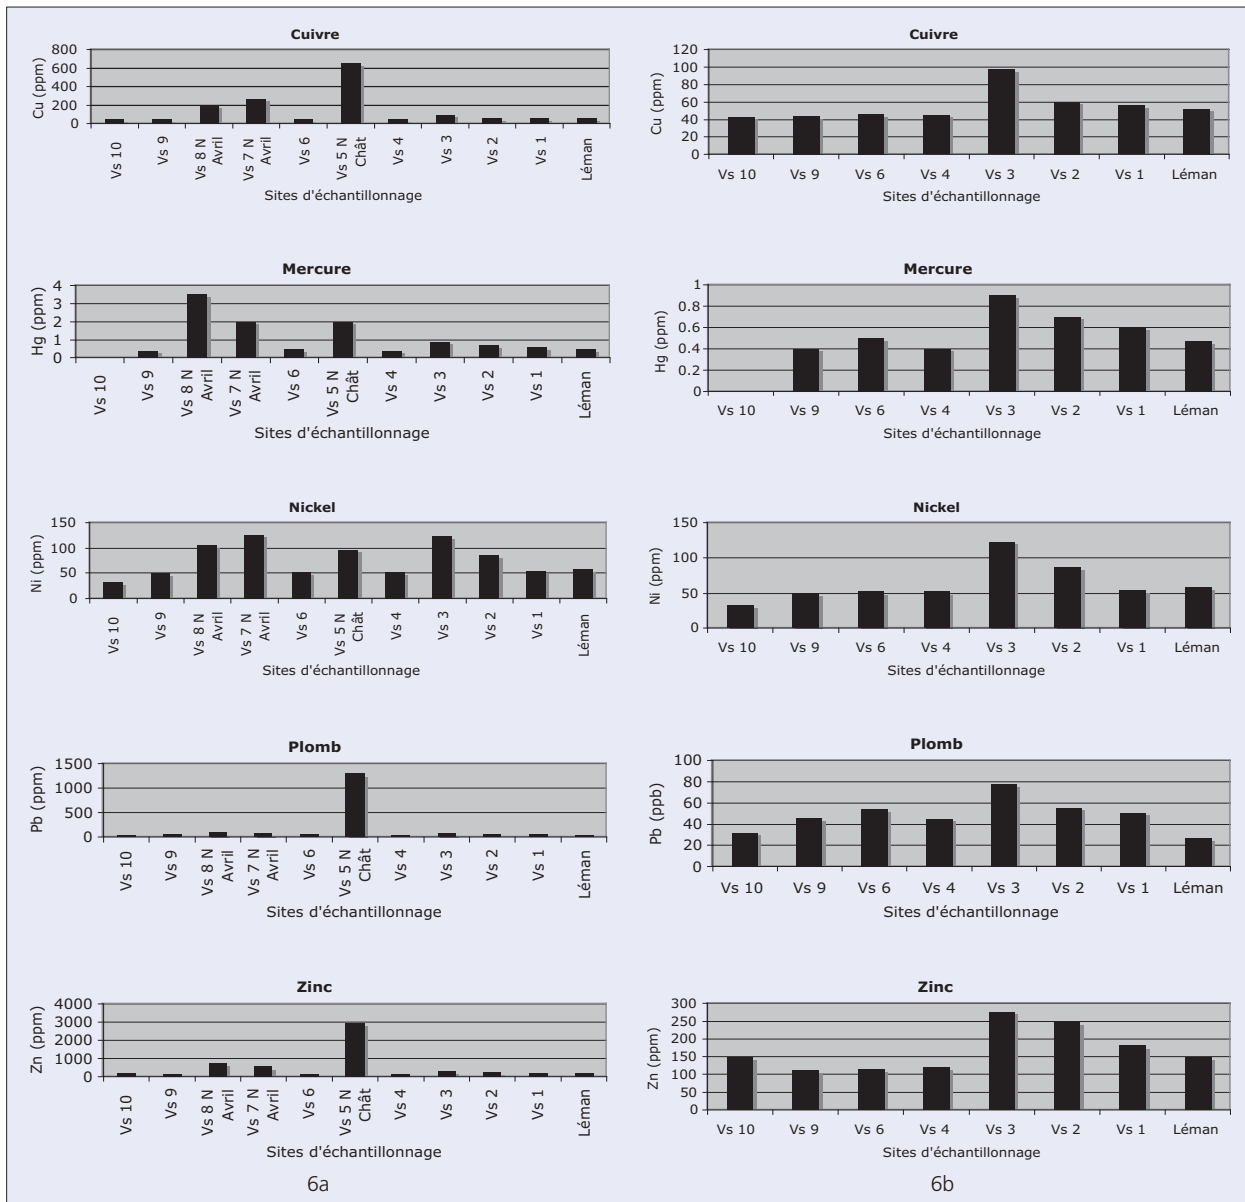 Cuivre
Cu (ppm)
800
600
400
200
0
Vs 10
Vs 9
Vs 8 N
Avril
Vs 7 N
Avril
Vs 6
Vs 5 N
Chât
Vs 4
Vs 3
Vs 2
Vs 1
Léman
Sites d'échantillonnage
Mercure
Hg (ppm)
4
3
2
1
0
Vs 10
Vs 9
Vs 8 N
Avril
Vs 7 N
Avril
Vs 6
Vs 5 N
Chât
Vs 4
Vs 3
Vs 2
Vs 1
Léman
Sites d'échantillonnage
Nickel
Ni (ppm)
150
100
50
0
Vs 10
Vs 9
Vs 8 N
Avril
Vs 7 N
Avril
Vs 6
Vs 5 N
Chât
Vs 4
Vs 3
Vs 2
Vs 1
Léman
Sites d'échantillonnage
Plomb
Pb (ppm)
1500
1000
500
0
Vs 10
Vs 9
Vs 8 N
Avril
Vs 7 N
Avril
Vs 6
Vs 5 N
Chât
Vs 4
Vs 3
Vs 2
Vs 1
Léman
Sites d'échantillonnage
Zinc
Zn (ppm)
4000
3000
2000
1000
0
Vs 10
Vs 9
Vs 8 N
Avril
Vs 7 N
Avril
Vs 6
Vs 5 N
Chât
Vs 4
Vs 3
Vs 2
Vs 1
Léman
Sites d'échantillonnage
6a
Cuivre
Cu (ppm)
120
100
80
60
40
20
0
Vs 10 Vs 9 Vs 6 Vs 4 Vs 3 Vs 2 Vs 1 Léman
Sites d'échantillonnage
Mercure
Hg (ppm)
1
0.8
0.6
0.4
0.2
0
Vs 10 Vs 9 Vs 6 Vs 4 Vs 3 Vs 2 Vs 1 Léman
Sites d'échantillonnage
Nickel
Ni (ppm)
150
100
50
0
Vs 10 Vs 9 Vs 6 Vs 4 Vs 3 Vs 2 Vs 1 Léman
Sites d'échantillonnage
Plomb
Pb (ppb)
100
80
60
40
20
0
Vs 10 Vs 9 Vs 6 Vs 4 Vs 3 Vs 2 Vs 1 Léman
Sites d'échantillonnage
Zinc
Zn (ppm)
300
250
200
150
100
50
0
Vs 10 Vs 9 Vs 6 Vs 4 Vs 3 Vs 2 Vs 1 Léman
Sites d'échantillonnage
6b